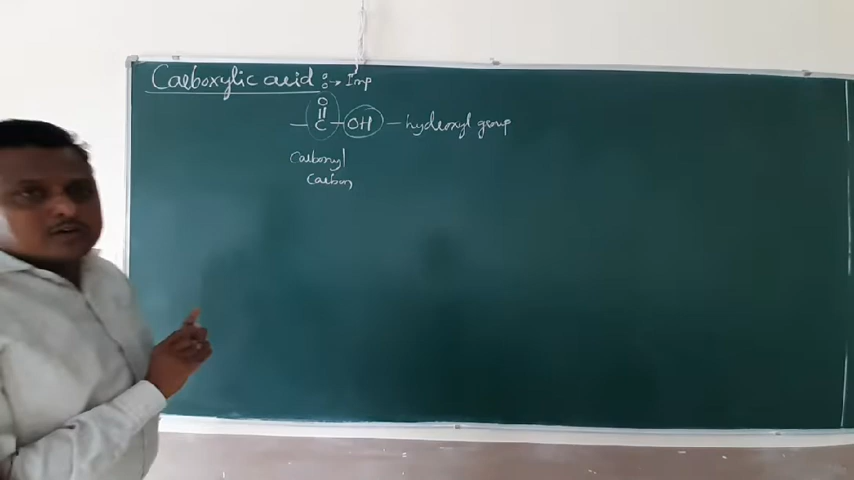 Carboxylic acid : → Imp
O
||
— C — OH — hydroxyl group
Carbonyl
Carbon